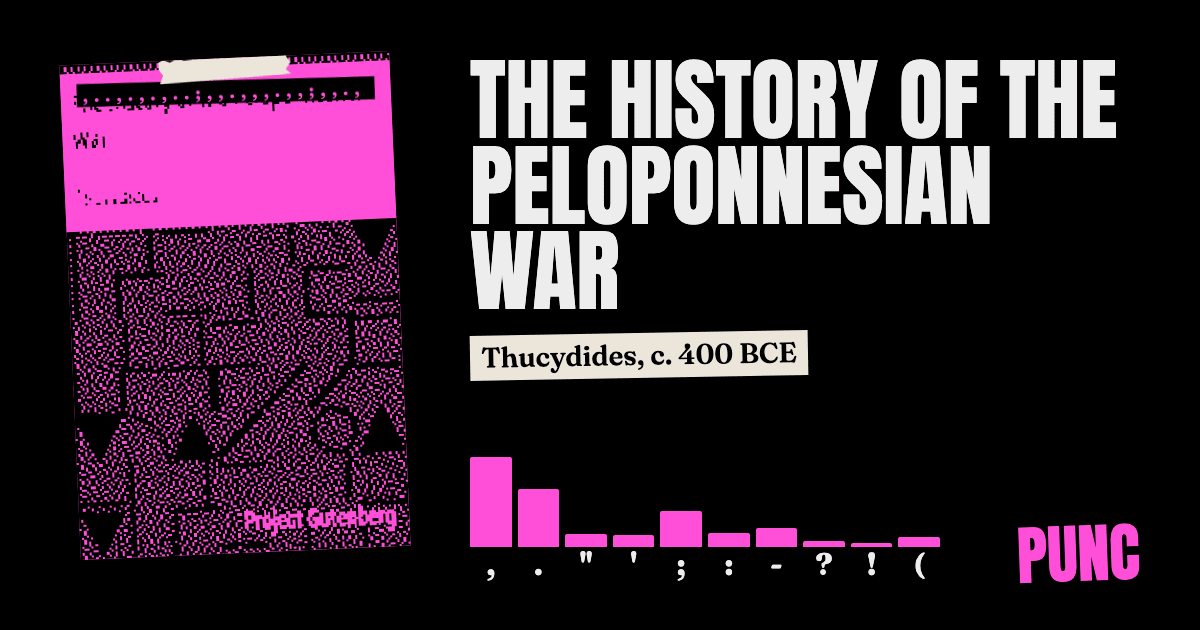 War
Project Gutenberg
THE HISTORY OF THE
PELOPONNESIAN
WAR
Thucydides, c. 400 BCE
, . " ' ; : - ? ! (
PUNC